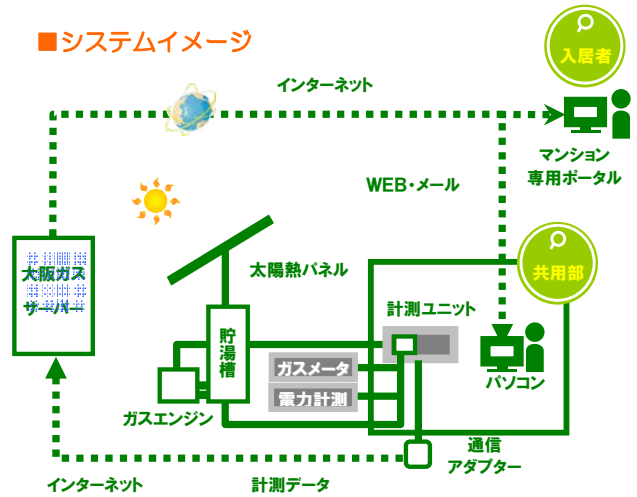 ■システムイメージ
入居者
インターネット
マンション
専用ポータル
WEB・メール
大阪ガス
サーバー
太陽熱パネル
共用部
計測ユニット
貯湯槽
ガスメータ
電力計測
パソコン
ガスエンジン
通信
アダプター
インターネット
計測データ